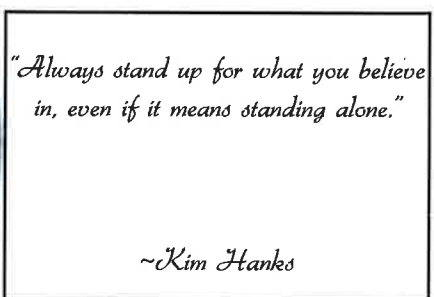 "Always stand up for what you believe
in, even if it means standing alone."
~Kim Hanks